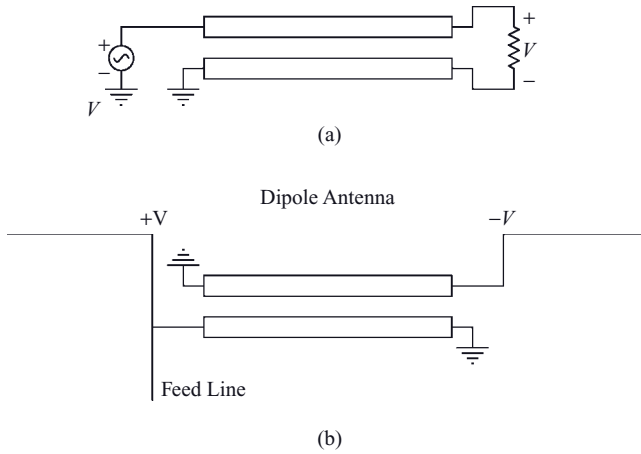 +
+
−
V
V
−
(a)
Dipole Antenna
+V
−V
Feed Line
(b)